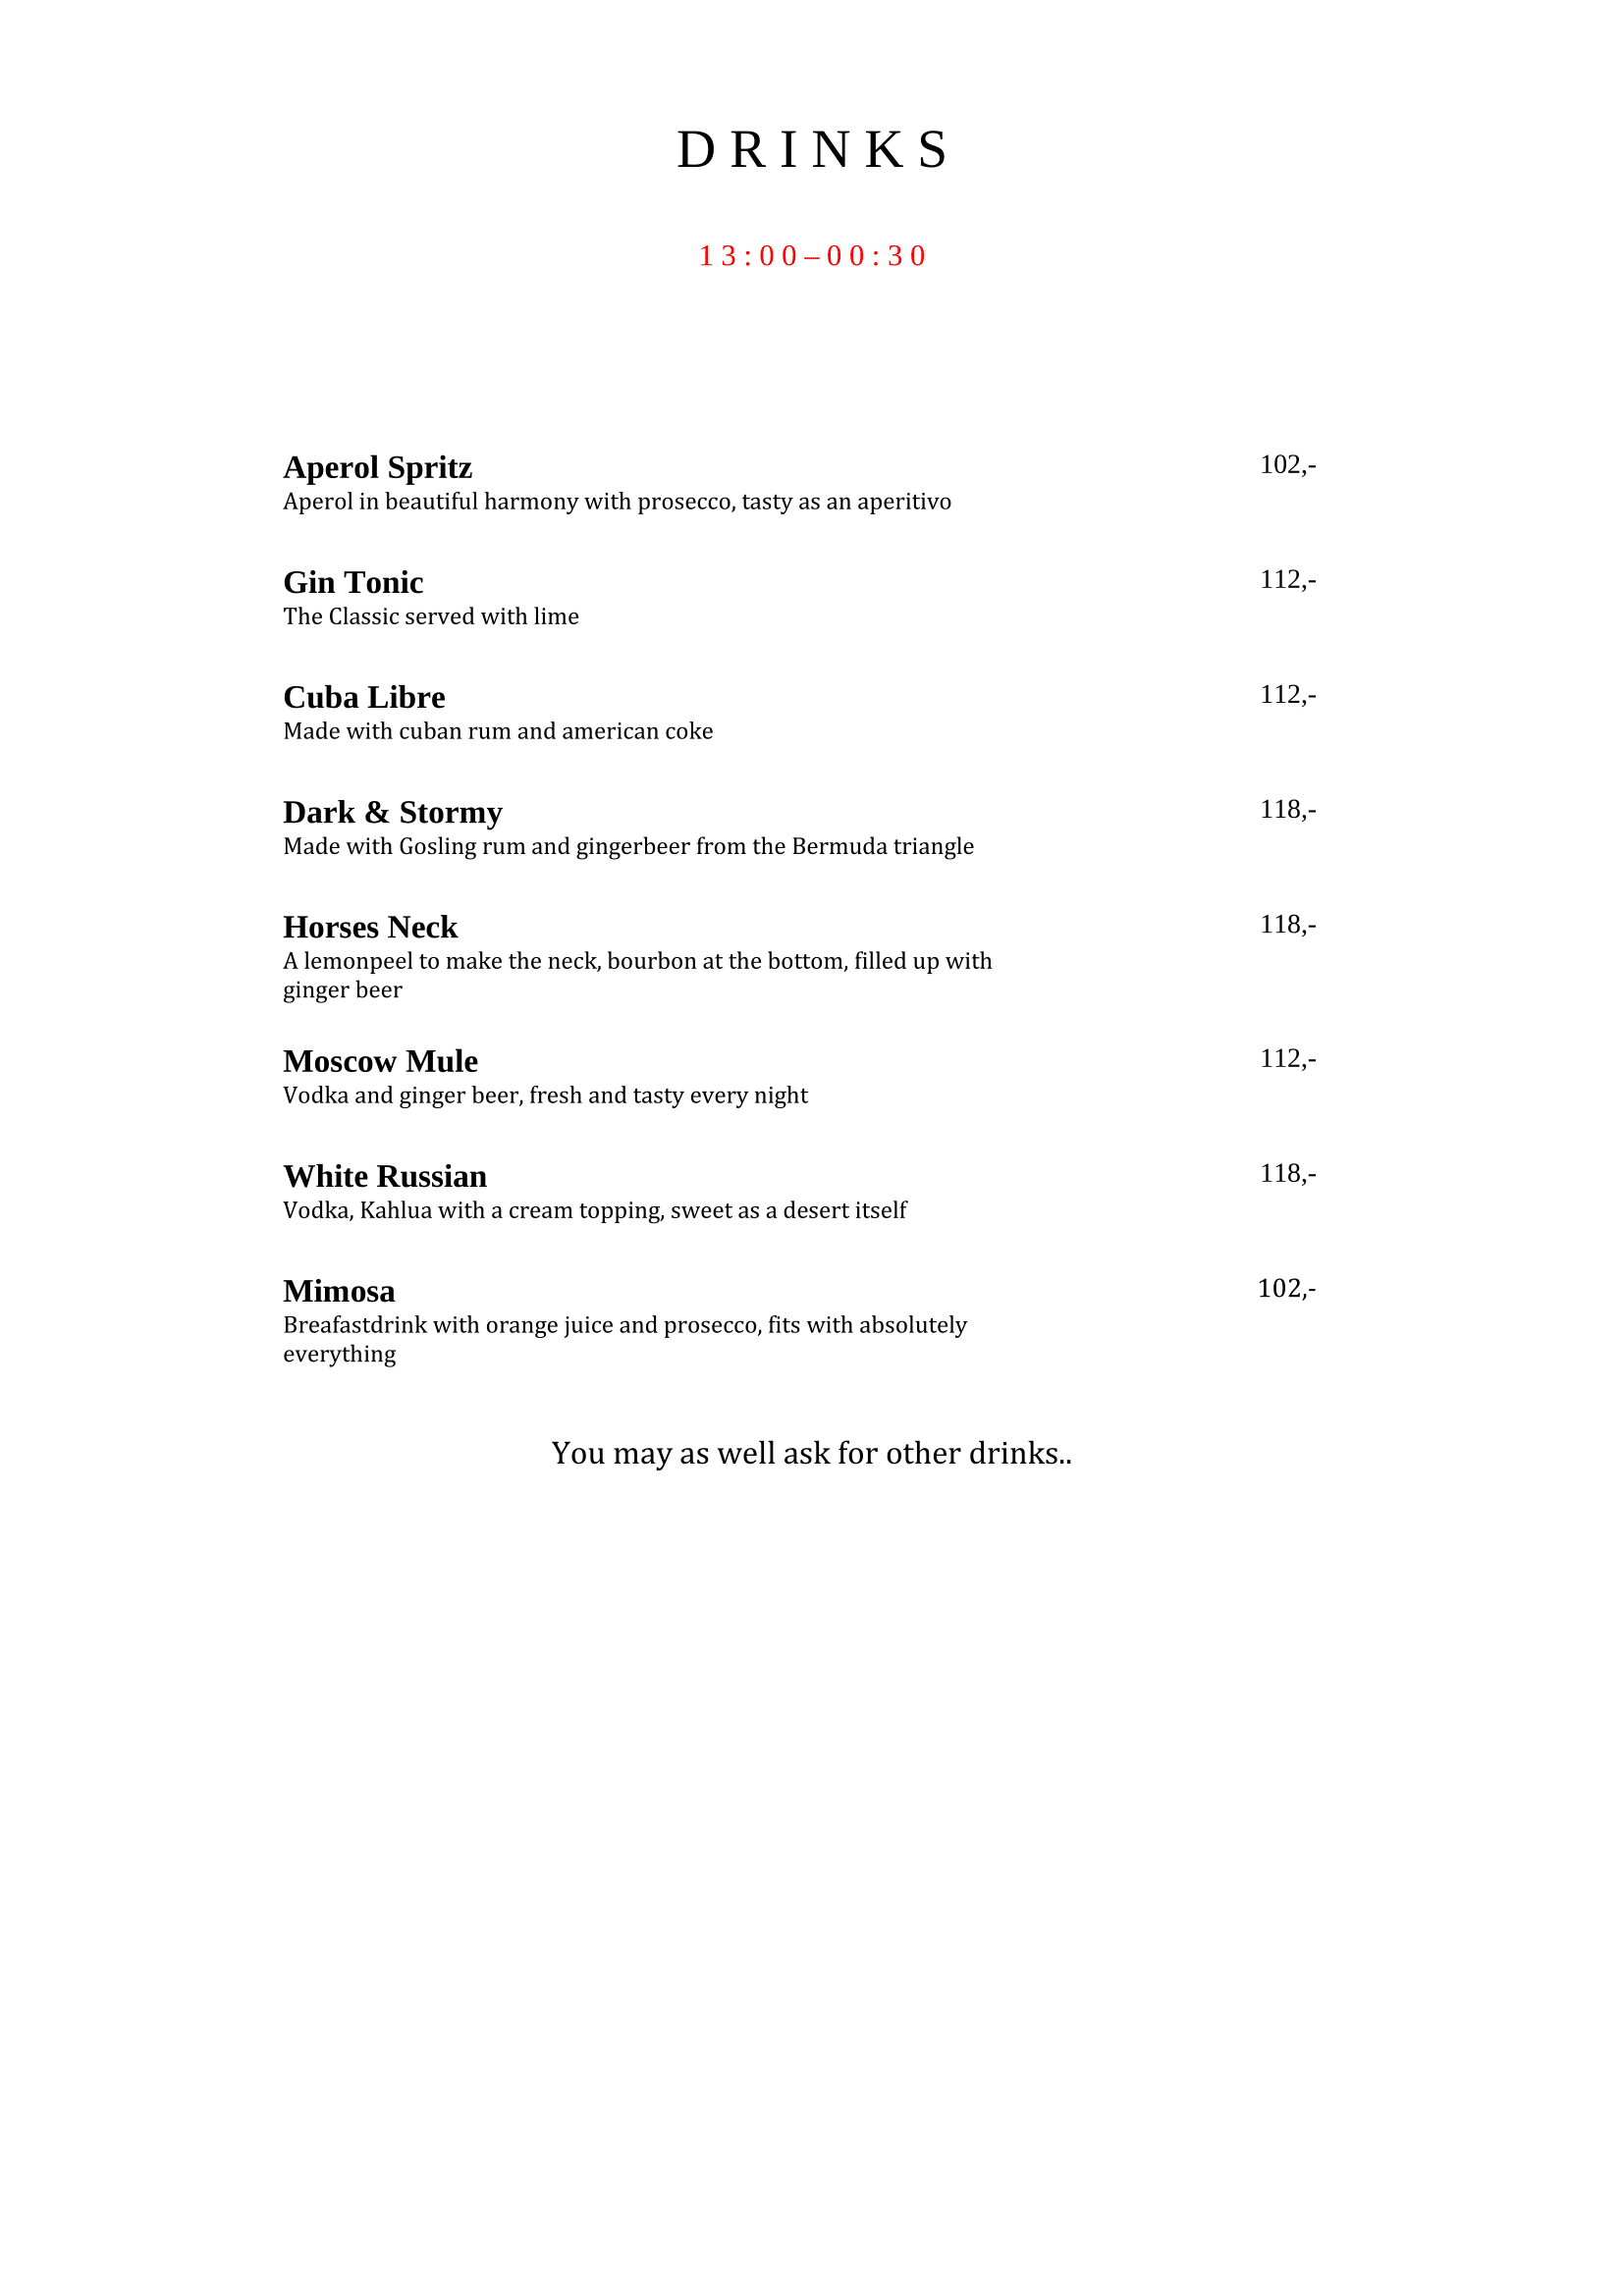 DRINKS
13:00–00:30
Aperol Spritz 102,-
Aperol in beautiful harmony with prosecco, tasty as an aperitivo
Gin Tonic 112,-
The Classic served with lime
Cuba Libre 112,-
Made with cuban rum and american coke
Dark & Stormy 118,-
Made with Gosling rum and gingerbeer from the Bermuda triangle
Horses Neck 118,-
A lemonpeel to make the neck, bourbon at the bottom, filled up with
ginger beer
Moscow Mule 112,-
Vodka and ginger beer, fresh and tasty every night
White Russian 118,-
Vodka, Kahlua with a cream topping, sweet as a desert itself
Mimosa 102,-
Breafastdrink with orange juice and prosecco, fits with absolutely
everything
You may as well ask for other drinks..